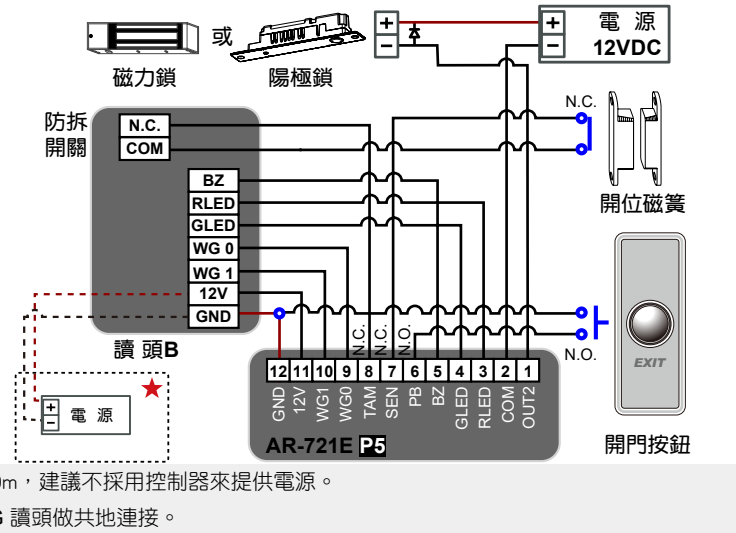 或
+
−
+
−
電 源
12VDC
磁力鎖
陽極鎖
防拆
開關
N.C.
COM
N.C.
開位磁簧
BZ
RLED
GLED
WG 0
WG 1
12V
GND
讀 頭B
+
−
電 源
N.C.
N.C.
N.O.
N.O.
EXIT
開門按鈕
12 11 10 9 8 7 6 5 4 3 2 1
GND
12V
WG1
WG0
TAM
SEN
PB
BZ
GLED
RLED
COM
OUT2
AR-721E P5
m，建議不採用控制器來提供電源。
讀頭做共地連接。